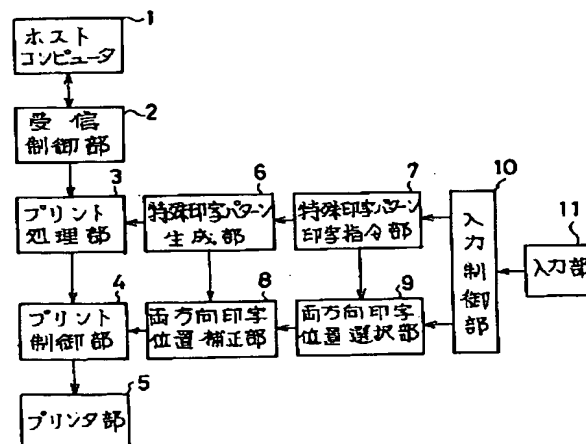 1
ホスト
コンピュータ
2
受信
制御部
3
プリント
処理部
6
特殊印字パターン
生成部
7
特殊印字パターン
印字指令部
10
入力制御部
11
入力部
4
プリント
制御部
8
両方向印字
位置補正部
9
両方向印字
位置選択部
5
プリンタ部